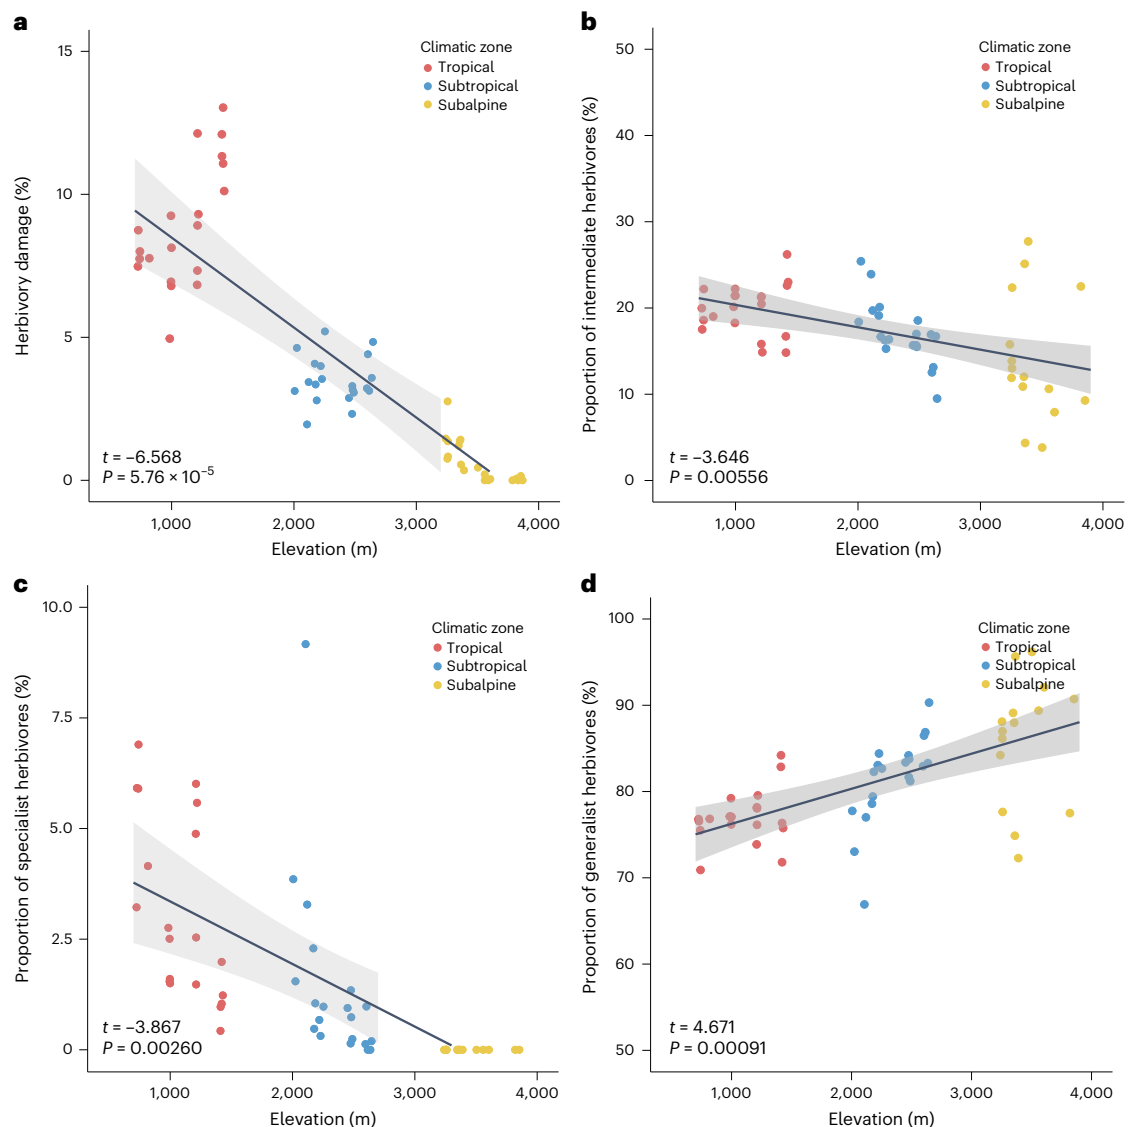 a
15
10
5
0
Herbivory damage (%)
Climatic zone
Tropical
Subtropical
Subalpine
t = −6.568
P = 5.76 × 10⁻⁵
1,000 2,000 3,000 4,000
Elevation (m)
b
50
40
30
20
10
0
Proportion of intermediate herbivores (%)
Climatic zone
Tropical
Subtropical
Subalpine
t = −3.646
P = 0.00556
1,000 2,000 3,000 4,000
Elevation (m)
c
10.0
7.5
5.0
2.5
0
Proportion of specialist herbivores (%)
Climatic zone
Tropical
Subtropical
Subalpine
t = −3.867
P = 0.00260
1,000 2,000 3,000 4,000
Elevation (m)
d
100
90
80
70
60
50
Proportion of generalist herbivores (%)
Climatic zone
Tropical
Subtropical
Subalpine
t = 4.671
P = 0.00091
1,000 2,000 3,000 4,000
Elevation (m)